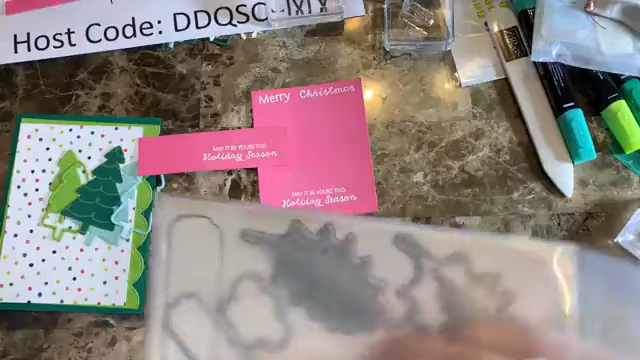 Host Code: DDQSC
Merry Christmas
MAY IT BE YOURS THIS
Holiday Season
MAY IT BE YOURS THIS
Holiday Season